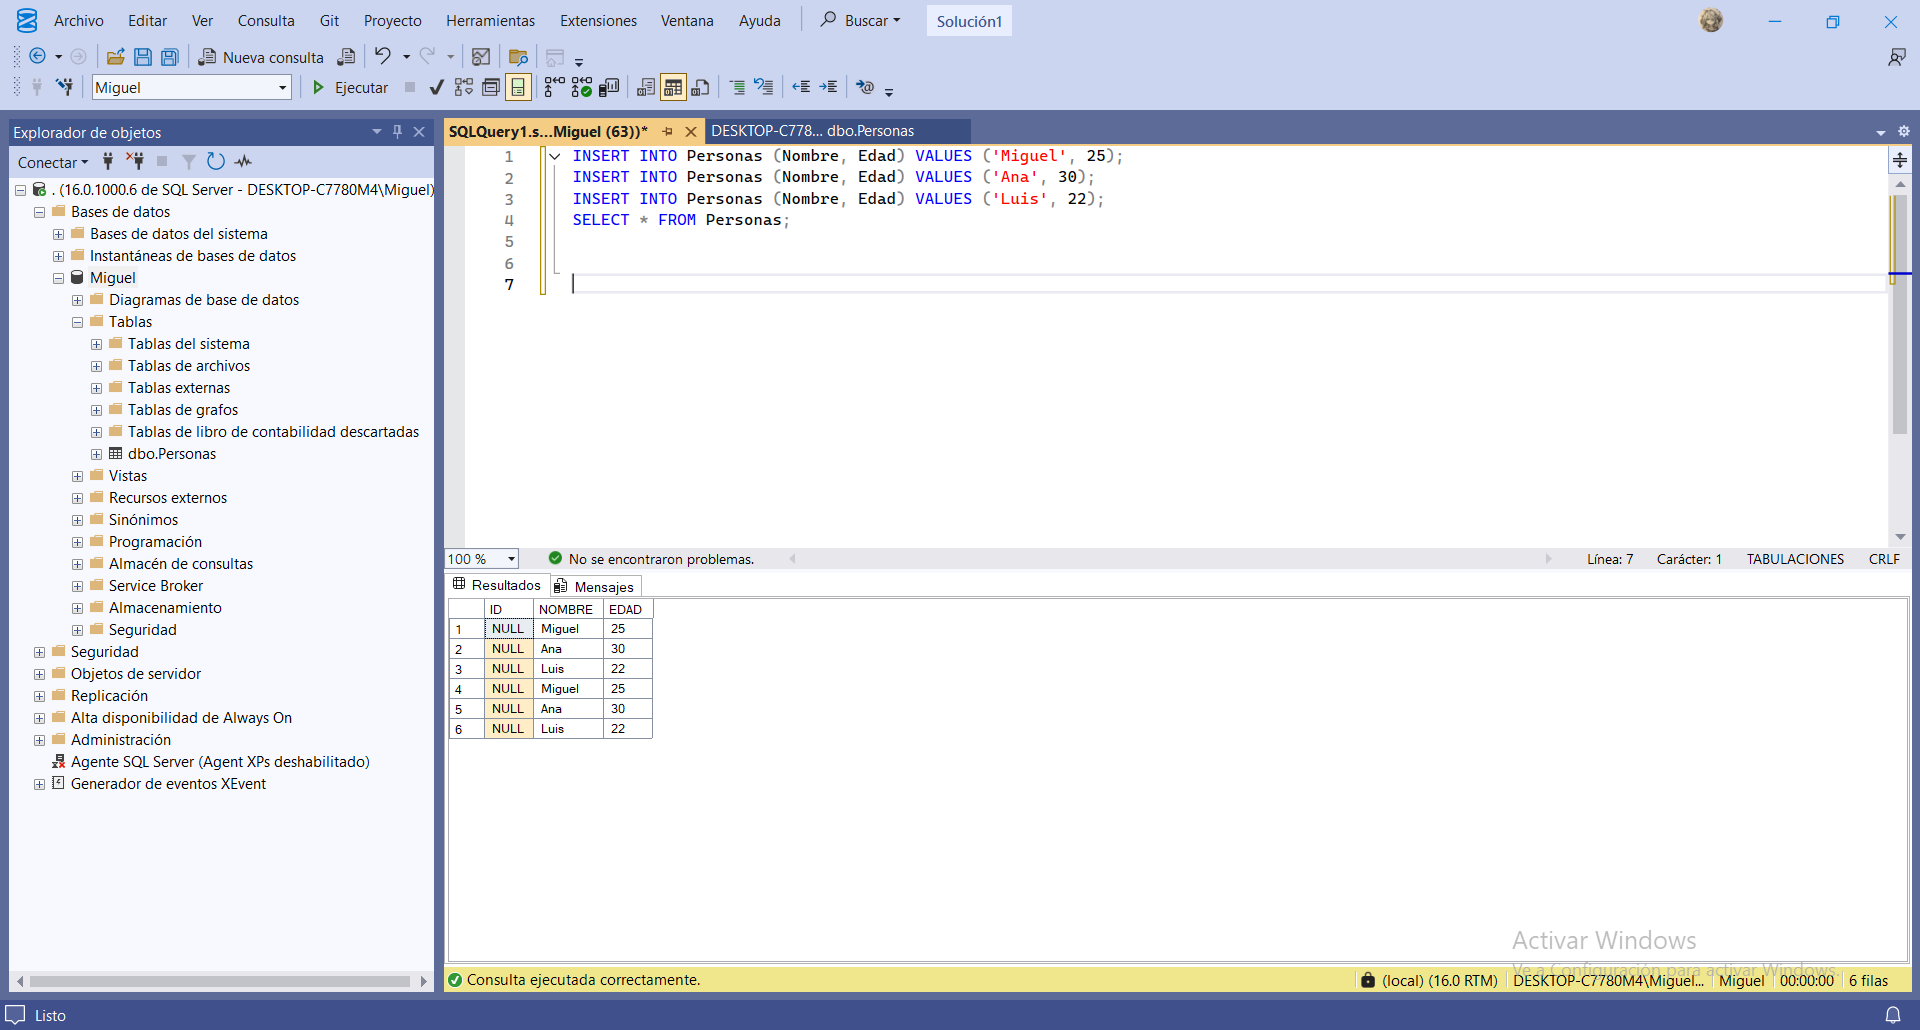 Archivo Editar Ver Consulta Git Proyecto Herramientas Extensiones Ventana Ayuda Buscar Solución1
Nueva consulta
Miguel Ejecutar
Explorador de objetos
Conectar
. (16.0.1000.6 de SQL Server - DESKTOP-C7780M4\Miguel)
Bases de datos
Bases de datos del sistema
Instantáneas de bases de datos
Miguel
Diagramas de base de datos
Tablas
Tablas del sistema
Tablas de archivos
Tablas externas
Tablas de grafos
Tablas de libro de contabilidad descartadas
dbo.Personas
Vistas
Recursos externos
Sinónimos
Programación
Almacén de consultas
Service Broker
Almacenamiento
Seguridad
Seguridad
Objetos de servidor
Replicación
Alta disponibilidad de Always On
Administración
Agente SQL Server (Agent XPs deshabilitado)
Generador de eventos XEvent
SQLQuery1.s...Miguel (63))* DESKTOP-C778... dbo.Personas
1 INSERT INTO Personas (Nombre, Edad) VALUES ('Miguel', 25);
2 INSERT INTO Personas (Nombre, Edad) VALUES ('Ana', 30);
3 INSERT INTO Personas (Nombre, Edad) VALUES ('Luis', 22);
4 SELECT * FROM Personas;
5
6
7
100 % No se encontraron problemas. Línea: 7 Carácter: 1 TABULACIONES CRLF
Resultados Mensajes
ID NOMBRE EDAD
1 NULL Miguel 25
2 NULL Ana 30
3 NULL Luis 22
4 NULL Miguel 25
5 NULL Ana 30
6 NULL Luis 22
Activar Windows
Ve a Configuración para activar Windows.
Consulta ejecutada correctamente. (local) (16.0 RTM) DESKTOP-C7780M4\Miguel... Miguel 00:00:00 6 filas
Listo